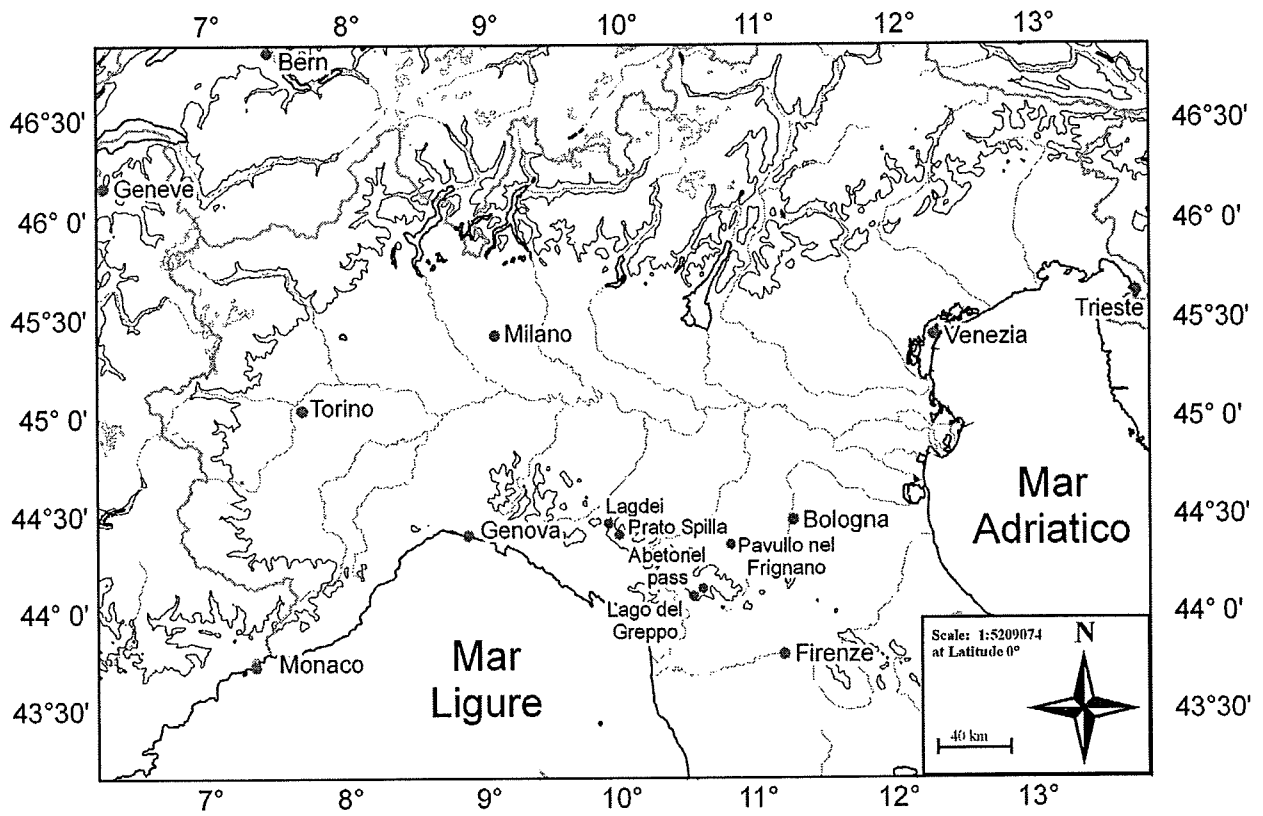 7° 8° 9° 10° 11° 12° 13°
Bern
46°30' 46°30'
Geneve
46° 0' 46° 0'
Trieste
45°30' 45°30'
Milano
Venezia
Torino
45° 0' 45° 0'
Mar
Adriatico
Lagdei
44°30' 44°30'
Genova
Prato Spilla
Bologna
Abetonel
pass
Pavullo nel
Frignano
44° 0' 44° 0'
Lago del
Greppo
Monaco
Mar
Ligure
Firenze
43°30' 43°30'
Scale: 1:5209074
at Latitude 0°
N
40 km
7° 8° 9° 10° 11° 12° 13°